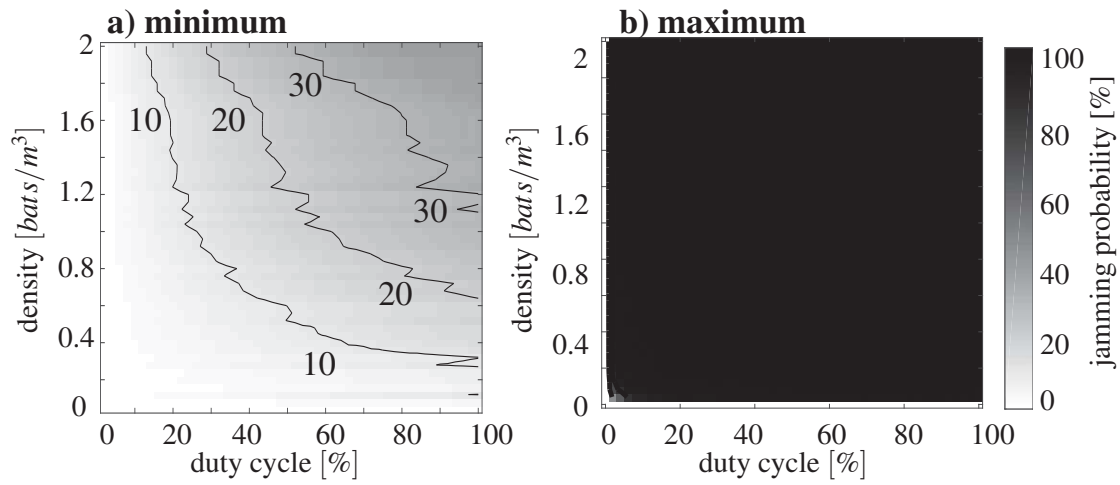 a) minimum
b) maximum
2
1.6
1.2
0.8
0.4
0
density [bats/m³]
10
20
30
30
20
10
0 20 40 60 80 100
duty cycle [%]
2
1.6
1.2
0.8
0.4
0
density [bats/m³]
0 20 40 60 80 100
duty cycle [%]
100
80
60
40
20
0
jamming probability [%]